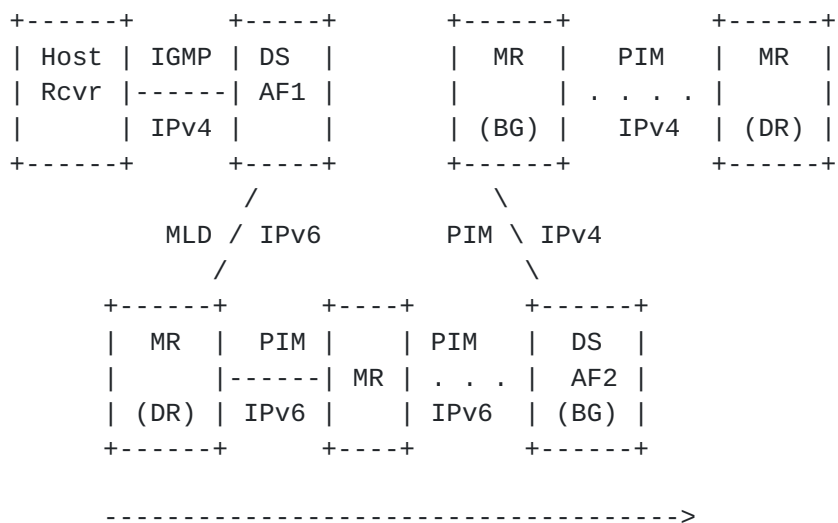 +------+      +-----+         +------+         +------+
| Host | IGMP | DS  |         |  MR  |   PIM   |  MR  |
| Rcvr |------| AF1 |         |      | . . . . |      |
|      | IPv4 |     |         | (BG) |   IPv4  | (DR) |
+------+      +-----+         +------+         +------+
               /                 \
          MLD / IPv6        PIM \ IPv4
             /                     \
      +------+      +----+       +------+
      |  MR  |  PIM |    | PIM   |  DS  |
      |      |------| MR | . . . |  AF2 |
      | (DR) | IPv6 |    | IPv6  | (BG) |
      +------+      +----+       +------+
      ------------------------------------->